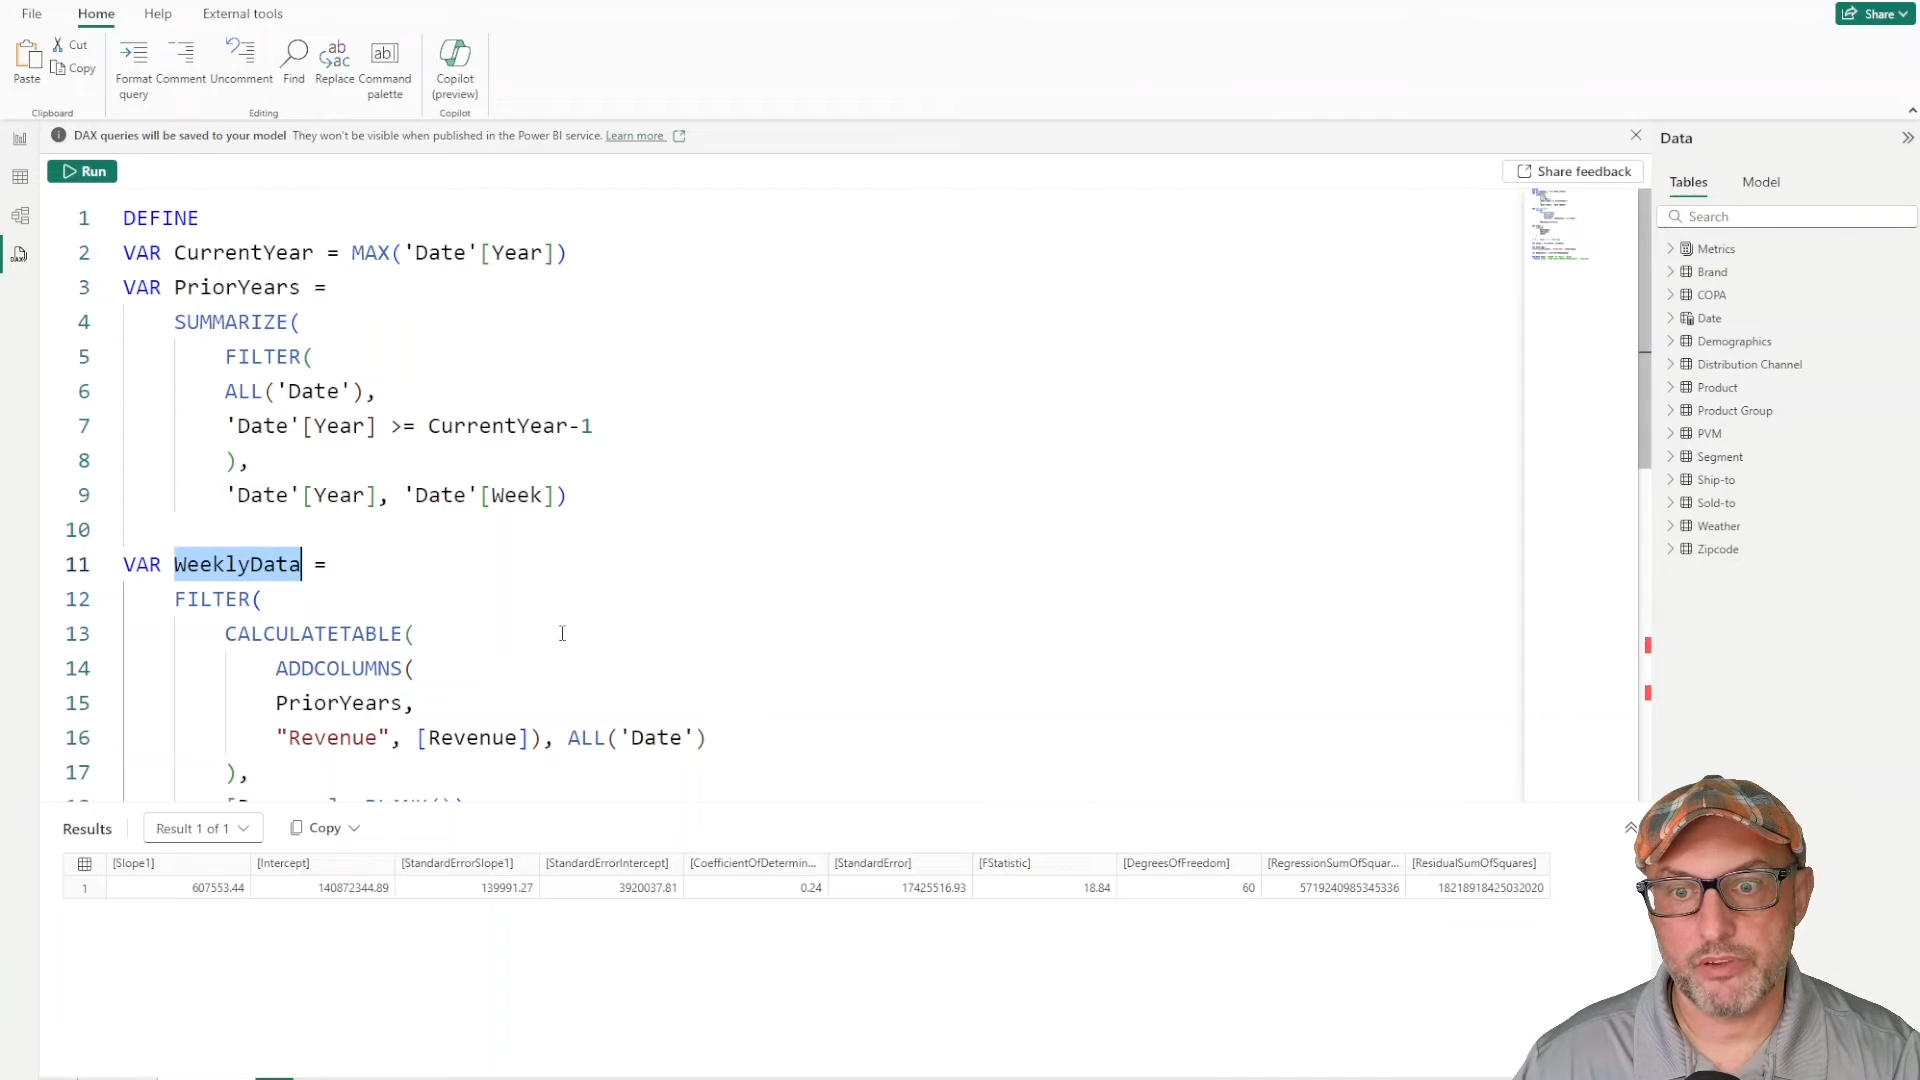 File Home Help External tools
Share
Paste
Cut
Copy
Format query
Comment
Uncomment
Find
Replace
Command palette
Copilot (preview)
Clipboard
Editing
Copilot
DAX queries will be saved to your model They won't be visible when published in the Power BI service. Learn more
Run
Share feedback
1 DEFINE
2 VAR CurrentYear = MAX('Date'[Year])
3 VAR PriorYears =
4 SUMMARIZE(
5 FILTER(
6 ALL('Date'),
7 'Date'[Year] >= CurrentYear-1
8 ),
9 'Date'[Year], 'Date'[Week])
10
11 VAR WeeklyData =
12 FILTER(
13 CALCULATETABLE(
14 ADDCOLUMNS(
15 PriorYears,
16 "Revenue", [Revenue]), ALL('Date')
17 ),
Results
Result 1 of 1
Copy
[Slope1] [Intercept] [StandardErrorSlope1] [StandardErrorIntercept] [CoefficientOfDetermin... [StandardError] [FStatistic] [DegreesOfFreedom] [RegressionSumOfSquar... [ResidualSumOfSquares]
1 607553.44 140872344.89 139991.27 3920037.81 0.24 17425516.93 18.84 60 5719240985345336 18218918425032020
Data
Tables Model
Search
Metrics
Brand
COPA
Date
Demographics
Distribution Channel
Product
Product Group
PVM
Segment
Ship-to
Sold-to
Weather
Zipcode